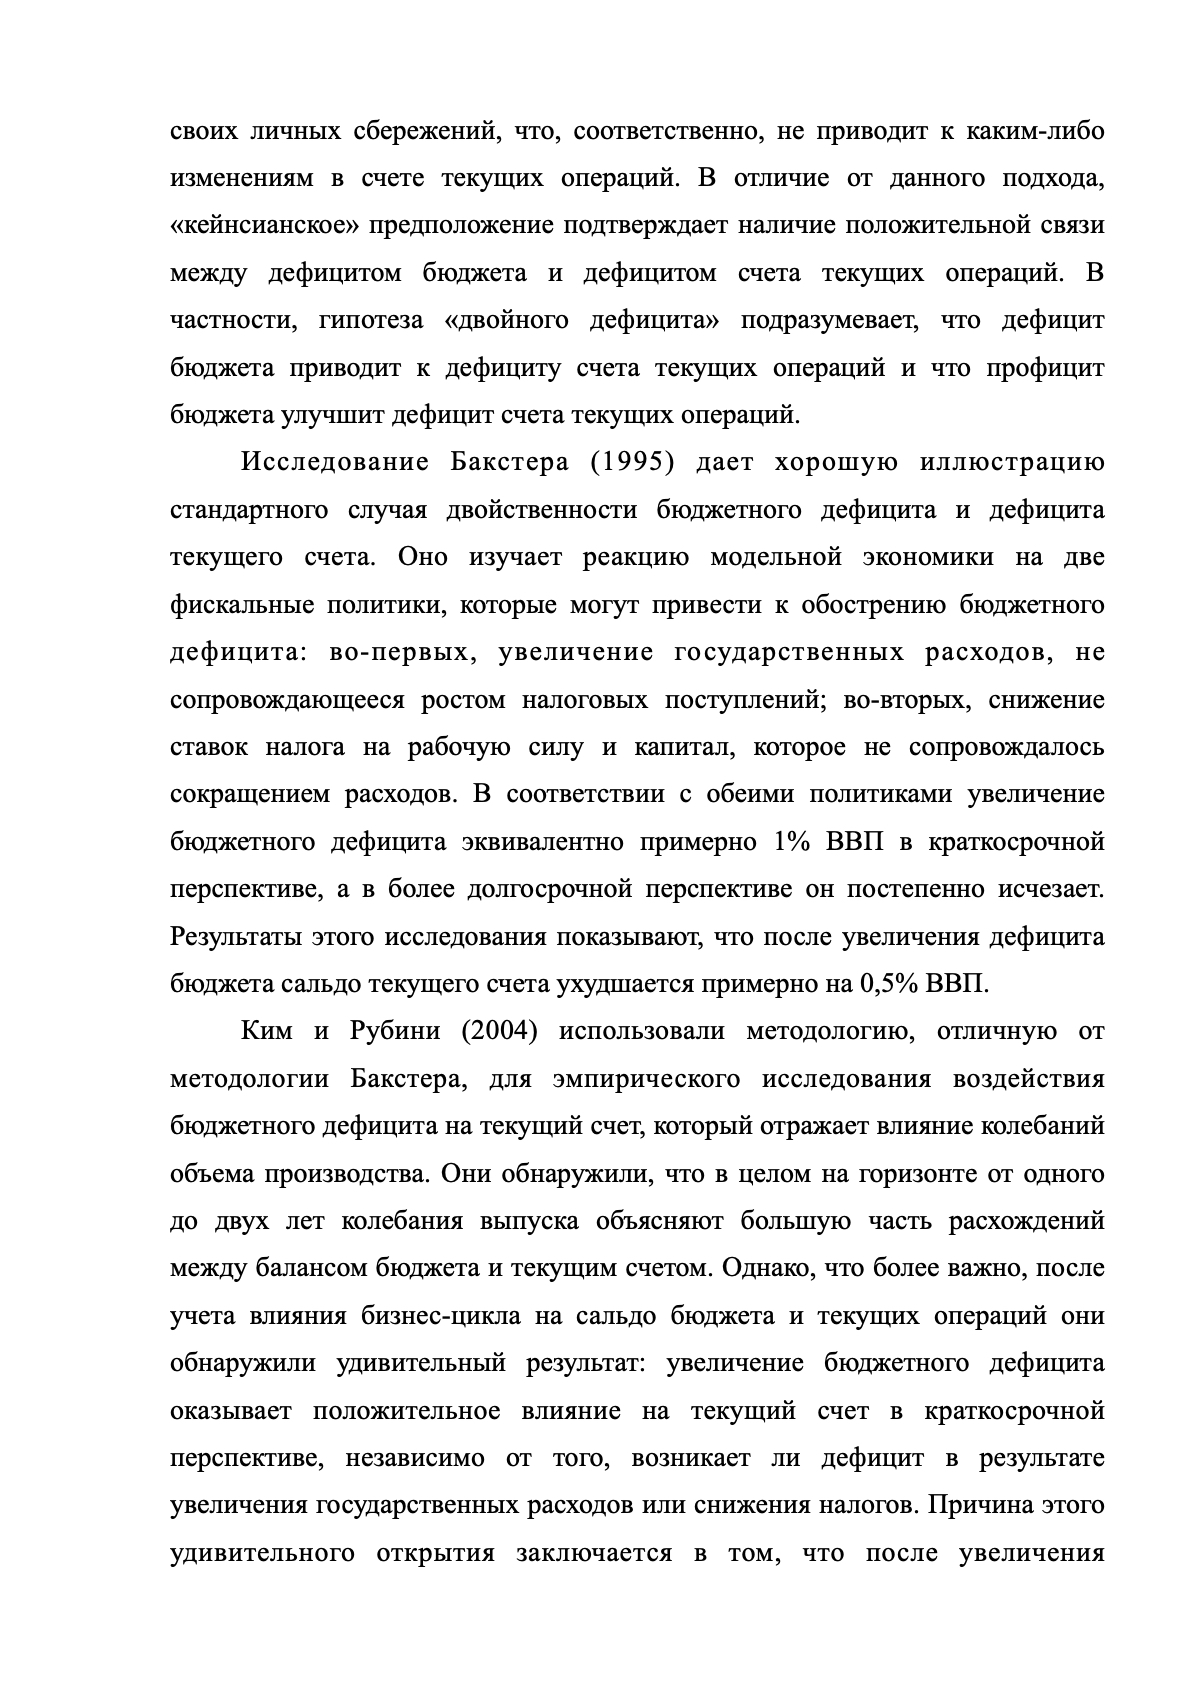 своих личных сбережений, что, соответственно, не приводит к каким-либо
изменениям в счете текущих операций. В отличие от данного подхода,
«кейнсианское» предположение подтверждает наличие положительной связи
между дефицитом бюджета и дефицитом счета текущих операций. В
частности, гипотеза «двойного дефицита» подразумевает, что дефицит
бюджета приводит к дефициту счета текущих операций и что профицит
бюджета улучшит дефицит счета текущих операций.
Исследование Бакстера (1995) дает хорошую иллюстрацию
стандартного случая двойственности бюджетного дефицита и дефицита
текущего счета. Оно изучает реакцию модельной экономики на две
фискальные политики, которые могут привести к обострению бюджетного
дефицита: во-первых, увеличение государственных расходов, не
сопровождающееся ростом налоговых поступлений; во-вторых, снижение
ставок налога на рабочую силу и капитал, которое не сопровождалось
сокращением расходов. В соответствии с обеими политиками увеличение
бюджетного дефицита эквивалентно примерно 1% ВВП в краткосрочной
перспективе, а в более долгосрочной перспективе он постепенно исчезает.
Результаты этого исследования показывают, что после увеличения дефицита
бюджета сальдо текущего счета ухудшается примерно на 0,5% ВВП.
Ким и Рубини (2004) использовали методологию, отличную от
методологии Бакстера, для эмпирического исследования воздействия
бюджетного дефицита на текущий счет, который отражает влияние колебаний
объема производства. Они обнаружили, что в целом на горизонте от одного
до двух лет колебания выпуска объясняют большую часть расхождений
между балансом бюджета и текущим счетом. Однако, что более важно, после
учета влияния бизнес-цикла на сальдо бюджета и текущих операций они
обнаружили удивительный результат: увеличение бюджетного дефицита
оказывает положительное влияние на текущий счет в краткосрочной
перспективе, независимо от того, возникает ли дефицит в результате
увеличения государственных расходов или снижения налогов. Причина этого
удивительного открытия заключается в том, что после увеличения